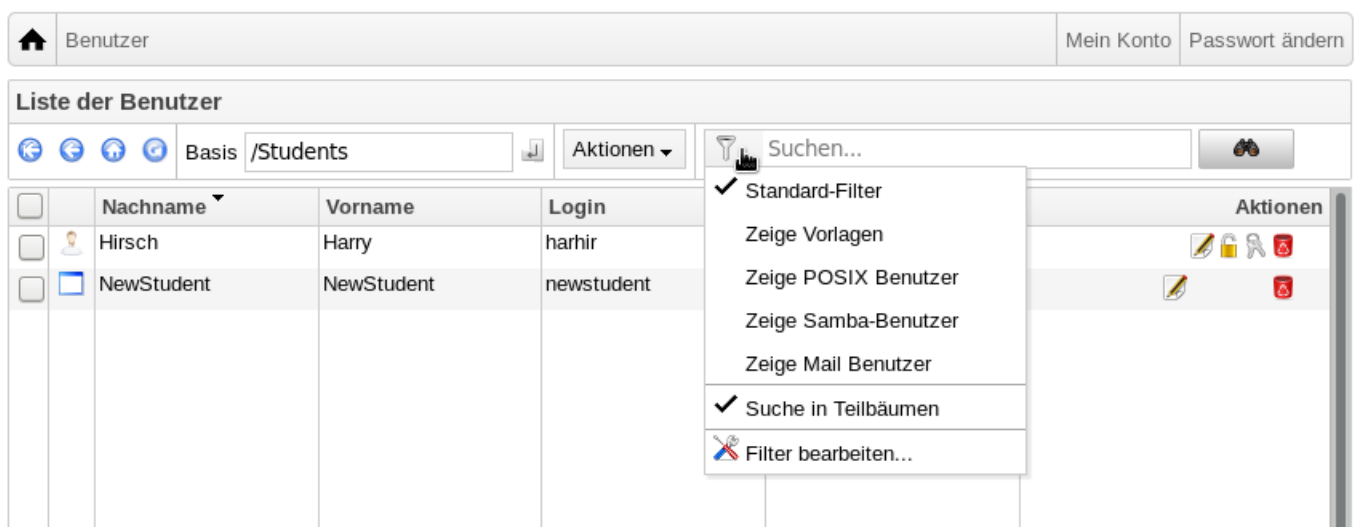 Benutzer Mein Konto Passwort ändern
Liste der Benutzer
Basis /Students Aktionen Suchen...
Nachname Vorname Login Aktionen
Hirsch Harry harhir
NewStudent NewStudent newstudent
Standard-Filter
Zeige Vorlagen
Zeige POSIX Benutzer
Zeige Samba-Benutzer
Zeige Mail Benutzer
Suche in Teilbäumen
Filter bearbeiten...